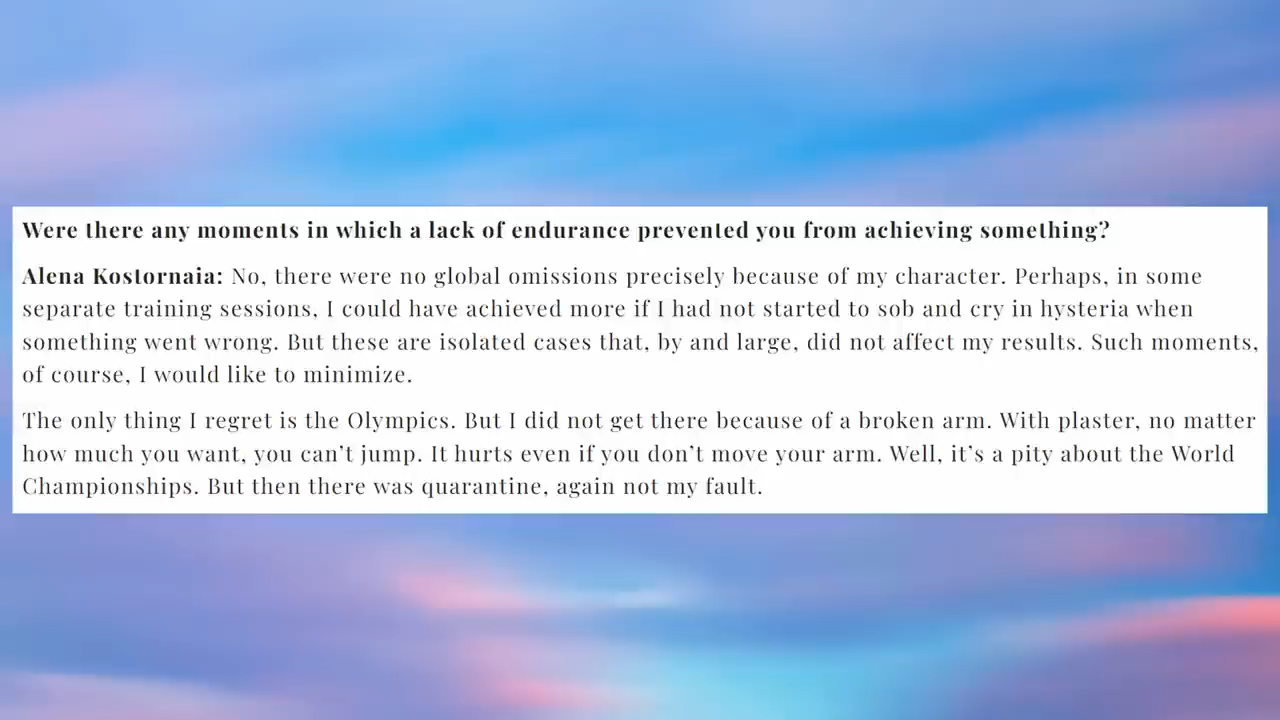 Were there any moments in which a lack of endurance prevented you from achieving something?
Alena Kostornaia: No, there were no global omissions precisely because of my character. Perhaps, in some
separate training sessions, I could have achieved more if I had not started to sob and cry in hysteria when
something went wrong. But these are isolated cases that, by and large, did not affect my results. Such moments,
of course, I would like to minimize.
The only thing I regret is the Olympics. But I did not get there because of a broken arm. With plaster, no matter
how much you want, you can’t jump. It hurts even if you don’t move your arm. Well, it’s a pity about the World
Championships. But then there was quarantine, again not my fault.